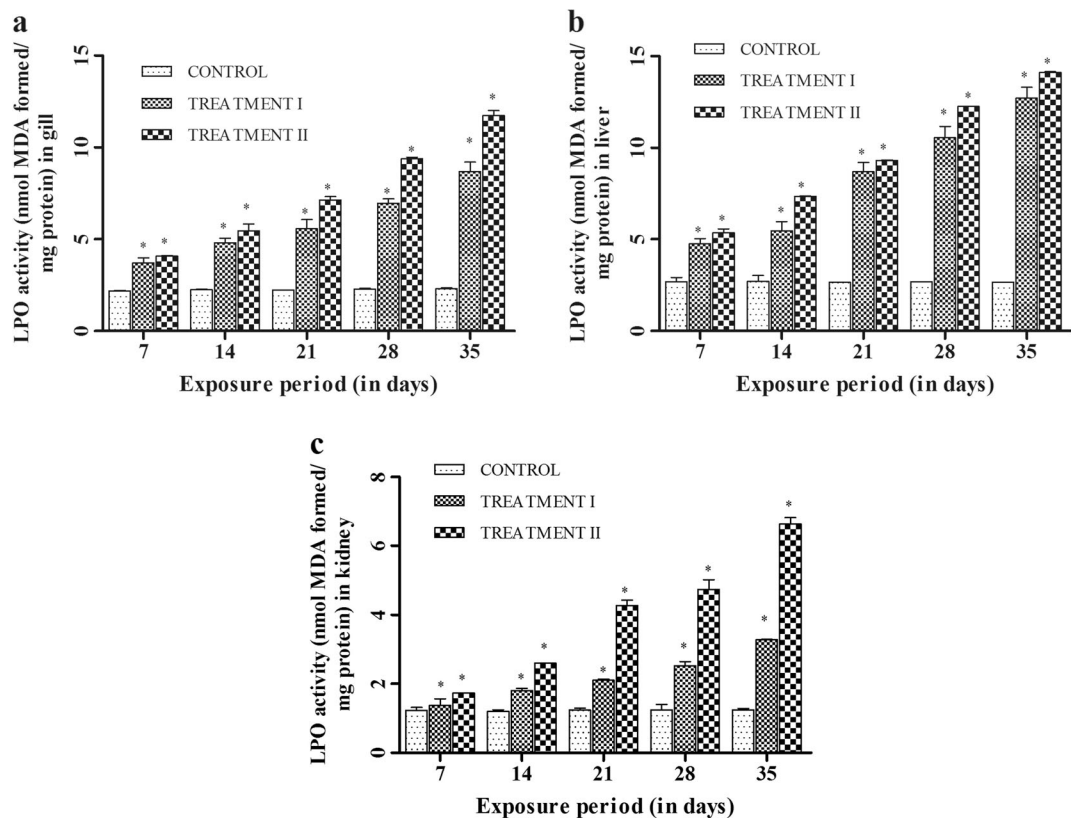 a
LPO activity (nmol MDA formed/
mg protein) in gill
15
10
5
0
CONTROL
TREATMENT I
TREATMENT II
* * * * * * * * * *
7 14 21 28 35
Exposure period (in days)
b
LPO activity (nmol MDA formed/
mg protein) in liver
15
10
5
0
CONTROL
TREATMENT I
TREATMENT II
* * * * * * * * * *
7 14 21 28 35
Exposure period (in days)
c
LPO activity (nmol MDA formed/
mg protein) in kidney
8
6
4
2
0
CONTROL
TREATMENT I
TREATMENT II
* * * * * * * * * *
7 14 21 28 35
Exposure period (in days)